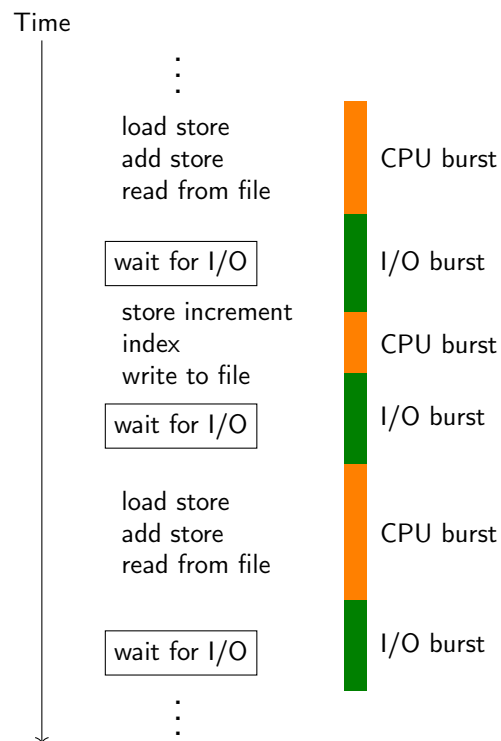 Time
load store
add store
CPU burst
read from file
wait for I/O
I/O burst
store increment
index
CPU burst
write to file
wait for I/O
I/O burst
load store
add store
CPU burst
read from file
wait for I/O
I/O burst